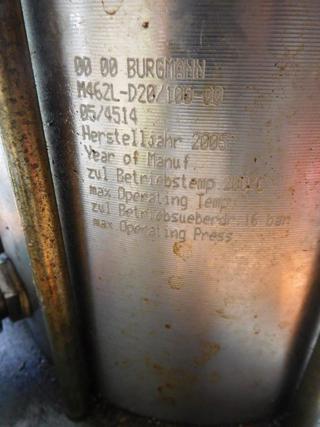 00 00 BURGMANN
M462L-D20/100-00
05/4514
Herstelljahr 2005
Year of Manuf.
zul Betriebstemp. 200°C
max Operating Temp.
zul Betriebsueberdr. 16 bar
max Operating Press